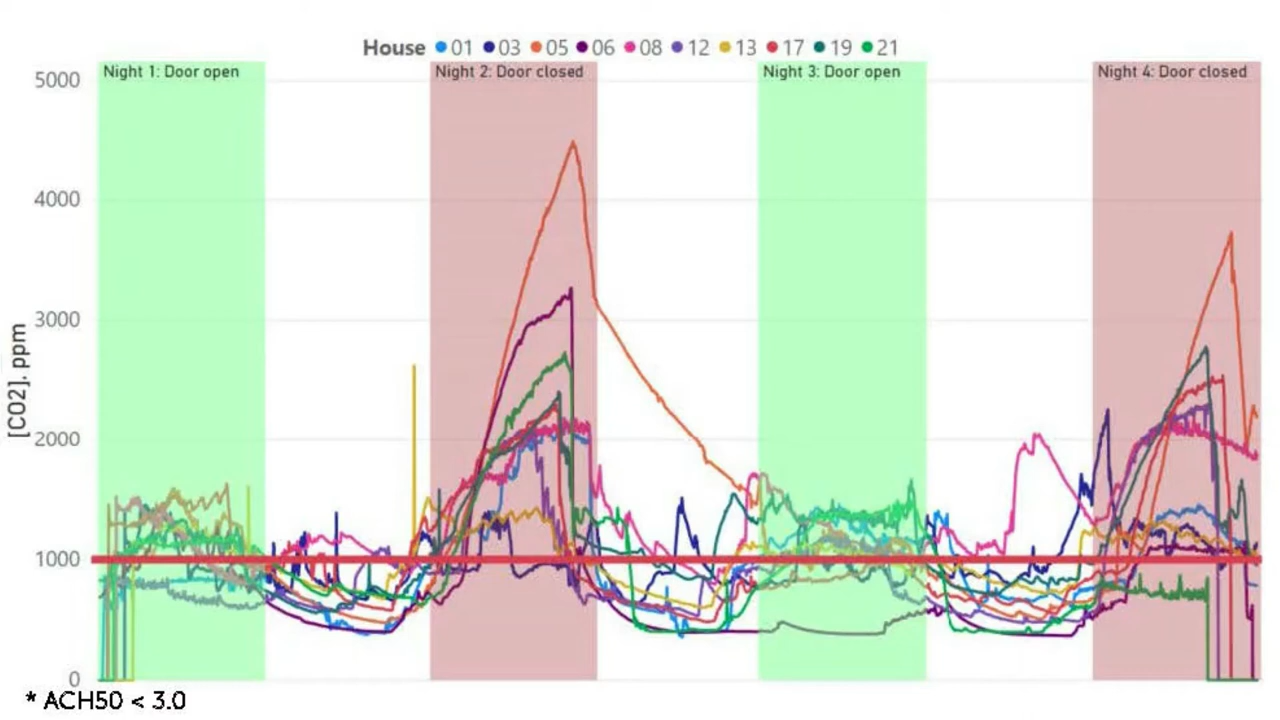 House 01 03 05 06 08 12 13 17 19 21
Night 1: Door open
Night 2: Door closed
Night 3: Door open
Night 4: Door closed
5000
4000
3000
2000
1000
0
[CO2], ppm
* ACH50 < 3.0